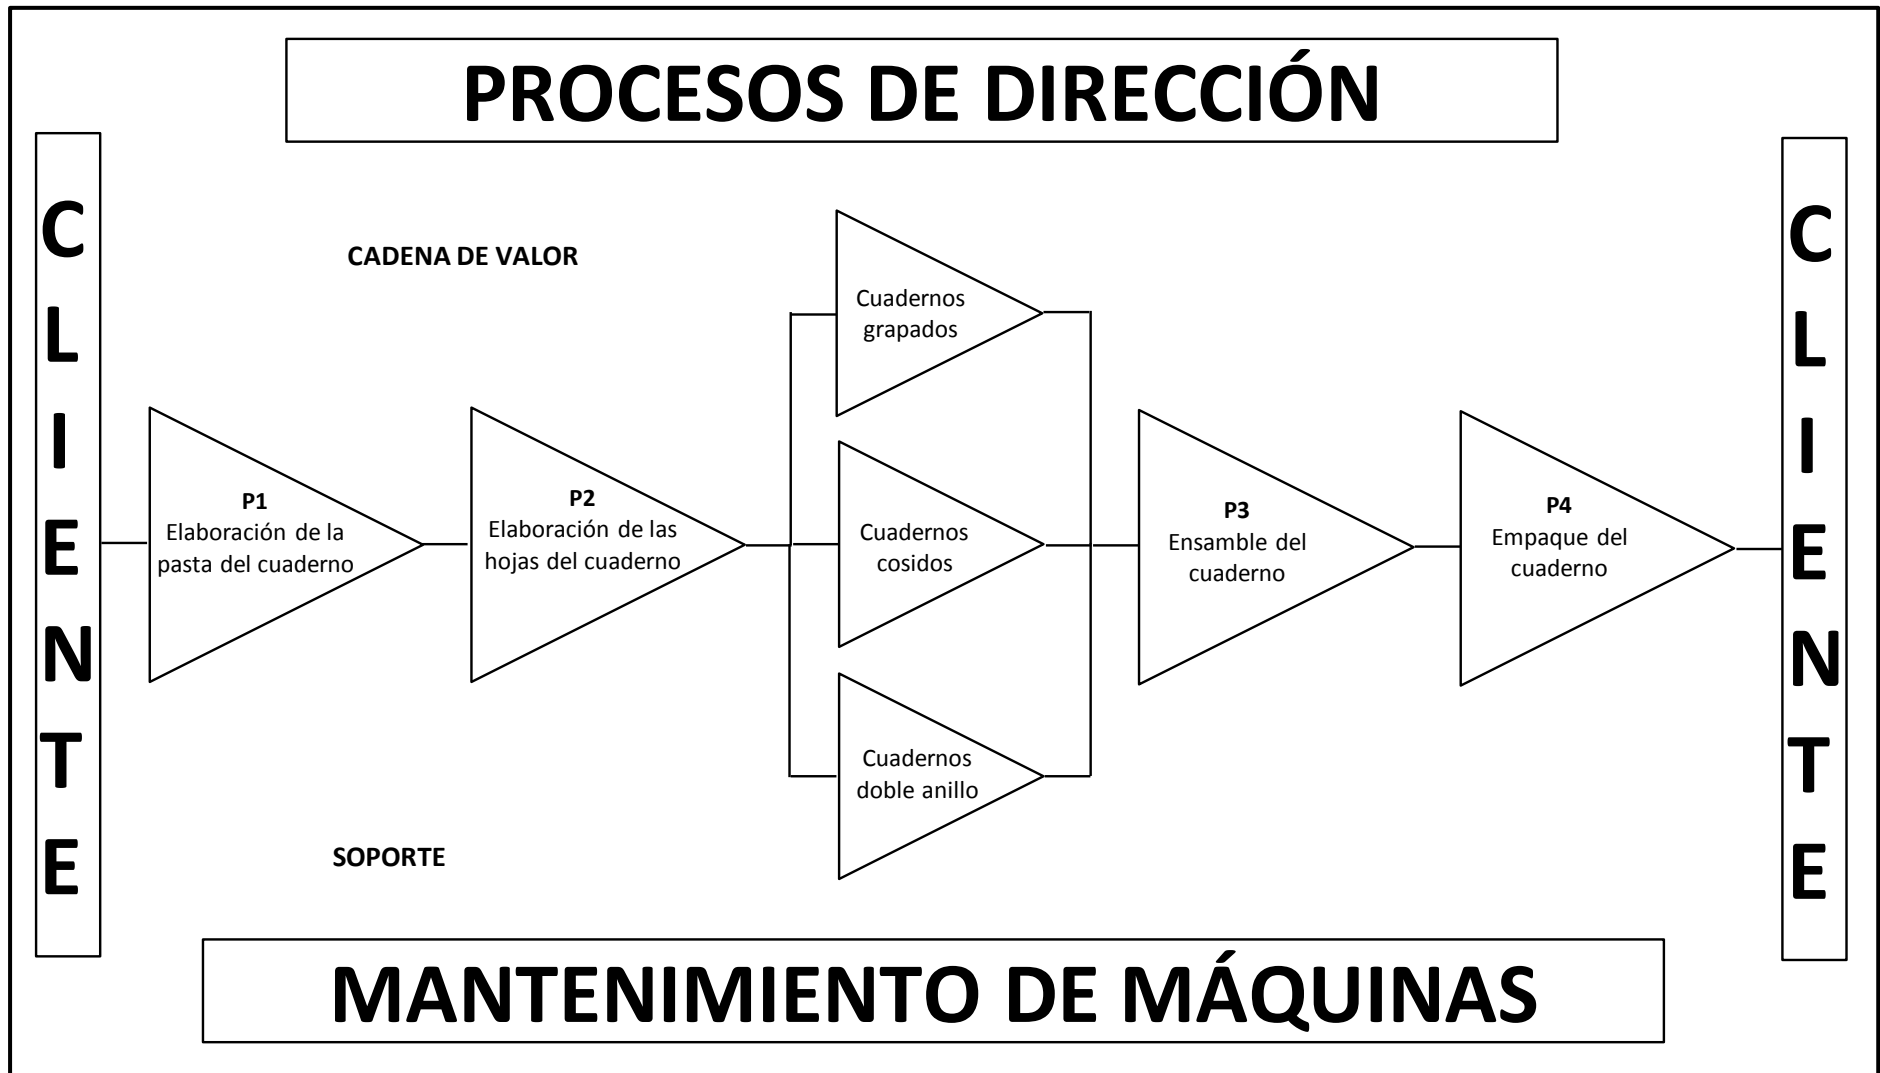 PROCESOS DE DIRECCIÓN
CLIENTE
CADENA DE VALOR
P1
Elaboración de la
pasta del cuaderno
P2
Elaboración de las
hojas del cuaderno
Cuadernos
grapados
Cuadernos
cosidos
Cuadernos
doble anillo
P3
Ensamble del
cuaderno
P4
Empaque del
cuaderno
CLIENTE
SOPORTE
MANTENIMIENTO DE MÁQUINAS